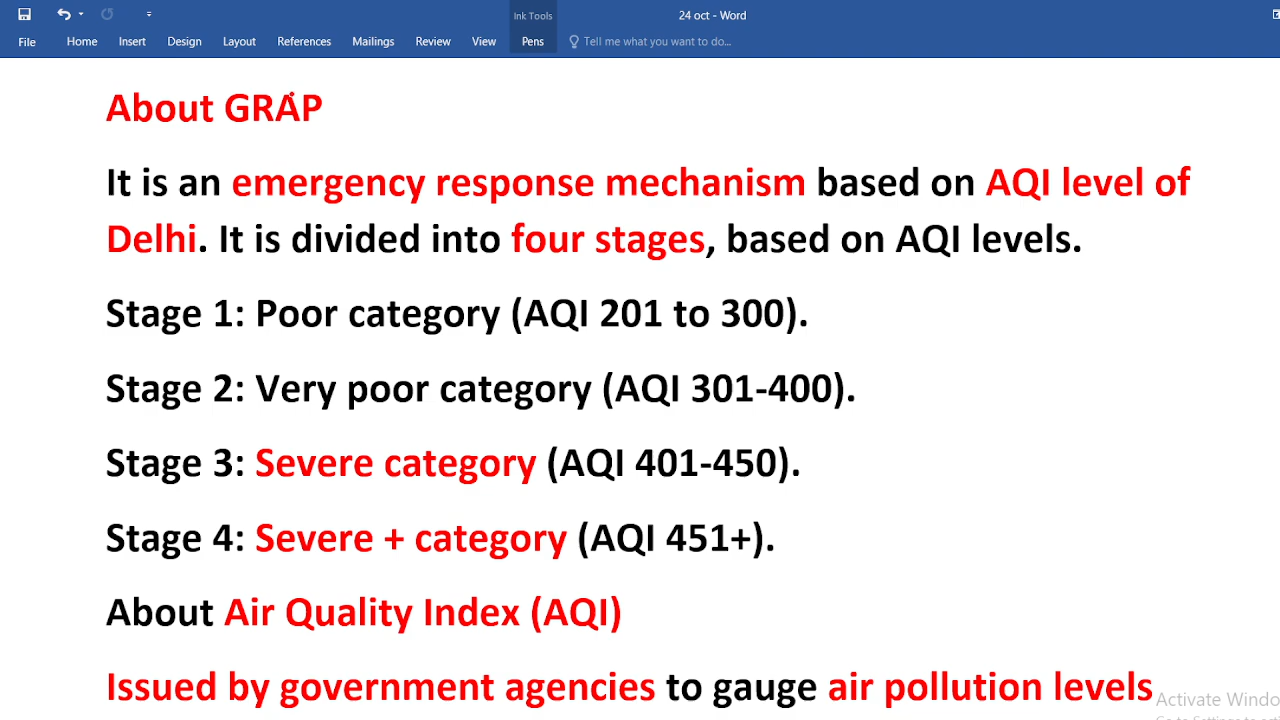 Ink Tools
24 oct - Word
File Home Insert Design Layout References Mailings Review View Pens Tell me what you want to do...
About GRAP
It is an emergency response mechanism based on AQI level of
Delhi. It is divided into four stages, based on AQI levels.
Stage 1: Poor category (AQI 201 to 300).
Stage 2: Very poor category (AQI 301-400).
Stage 3: Severe category (AQI 401-450).
Stage 4: Severe + category (AQI 451+).
About Air Quality Index (AQI)
Issued by government agencies to gauge air pollution levels
Activate Windo